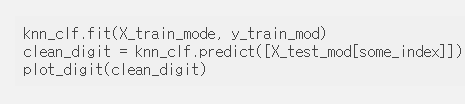 knn_clf.fit(X_train_mode, y_train_mod)
clean_digit = knn_clf.predict([X_test_mod[some_index]])
plot_digit(clean_digit)